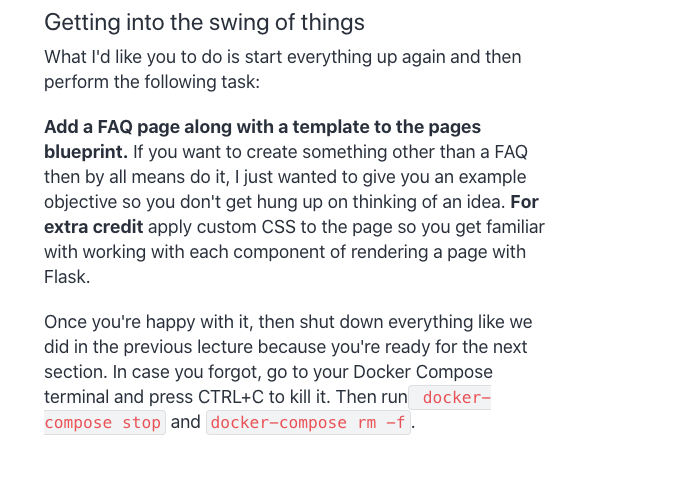 Getting into the swing of things
What I'd like you to do is start everything up again and then
perform the following task:
Add a FAQ page along with a template to the pages
blueprint. If you want to create something other than a FAQ
then by all means do it, I just wanted to give you an example
objective so you don't get hung up on thinking of an idea. For
extra credit apply custom CSS to the page so you get familiar
with working with each component of rendering a page with
Flask.
Once you're happy with it, then shut down everything like we
did in the previous lecture because you're ready for the next
section. In case you forgot, go to your Docker Compose
terminal and press CTRL+C to kill it. Then run docker-
compose stop and docker-compose rm -f.